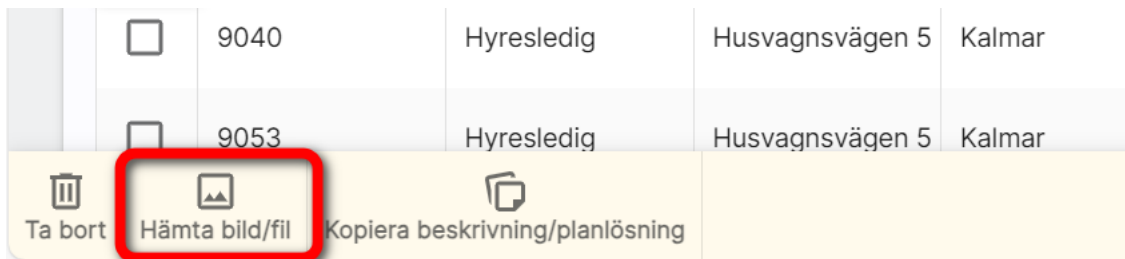 9040 Hyresledig Husvagnsvägen 5 Kalmar
9053 Hyresledig Husvagnsvägen 5 Kalmar
Ta bort Hämta bild/fil Kopiera beskrivning/planlösning